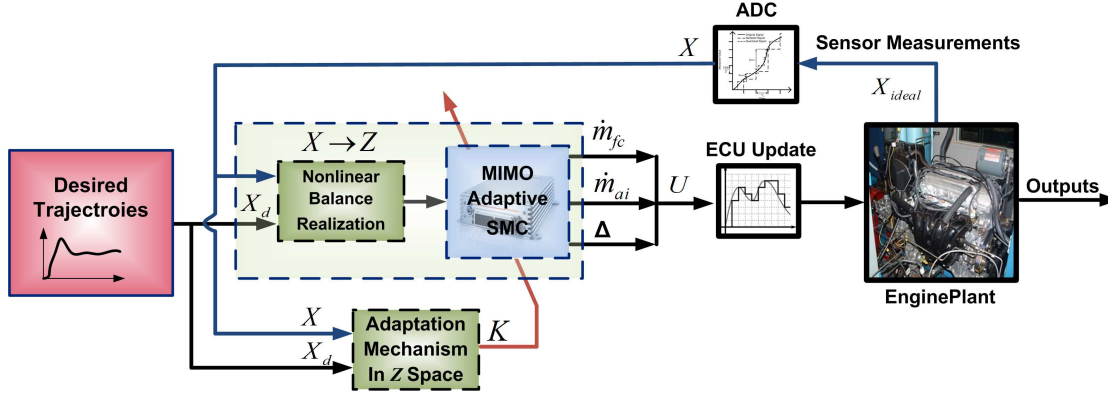 ADC
Sensor Measurements
X
X_ideal
X → Z
ṁ_fc
ECU Update
MIMO
Adaptive
SMC
Nonlinear
Balance
Realization
Desired
Trajectroies
X_d
ṁ_ai
U
Δ
Outputs
EnginePlant
X
X_d
Adaptation
Mechanism
In Z Space
K